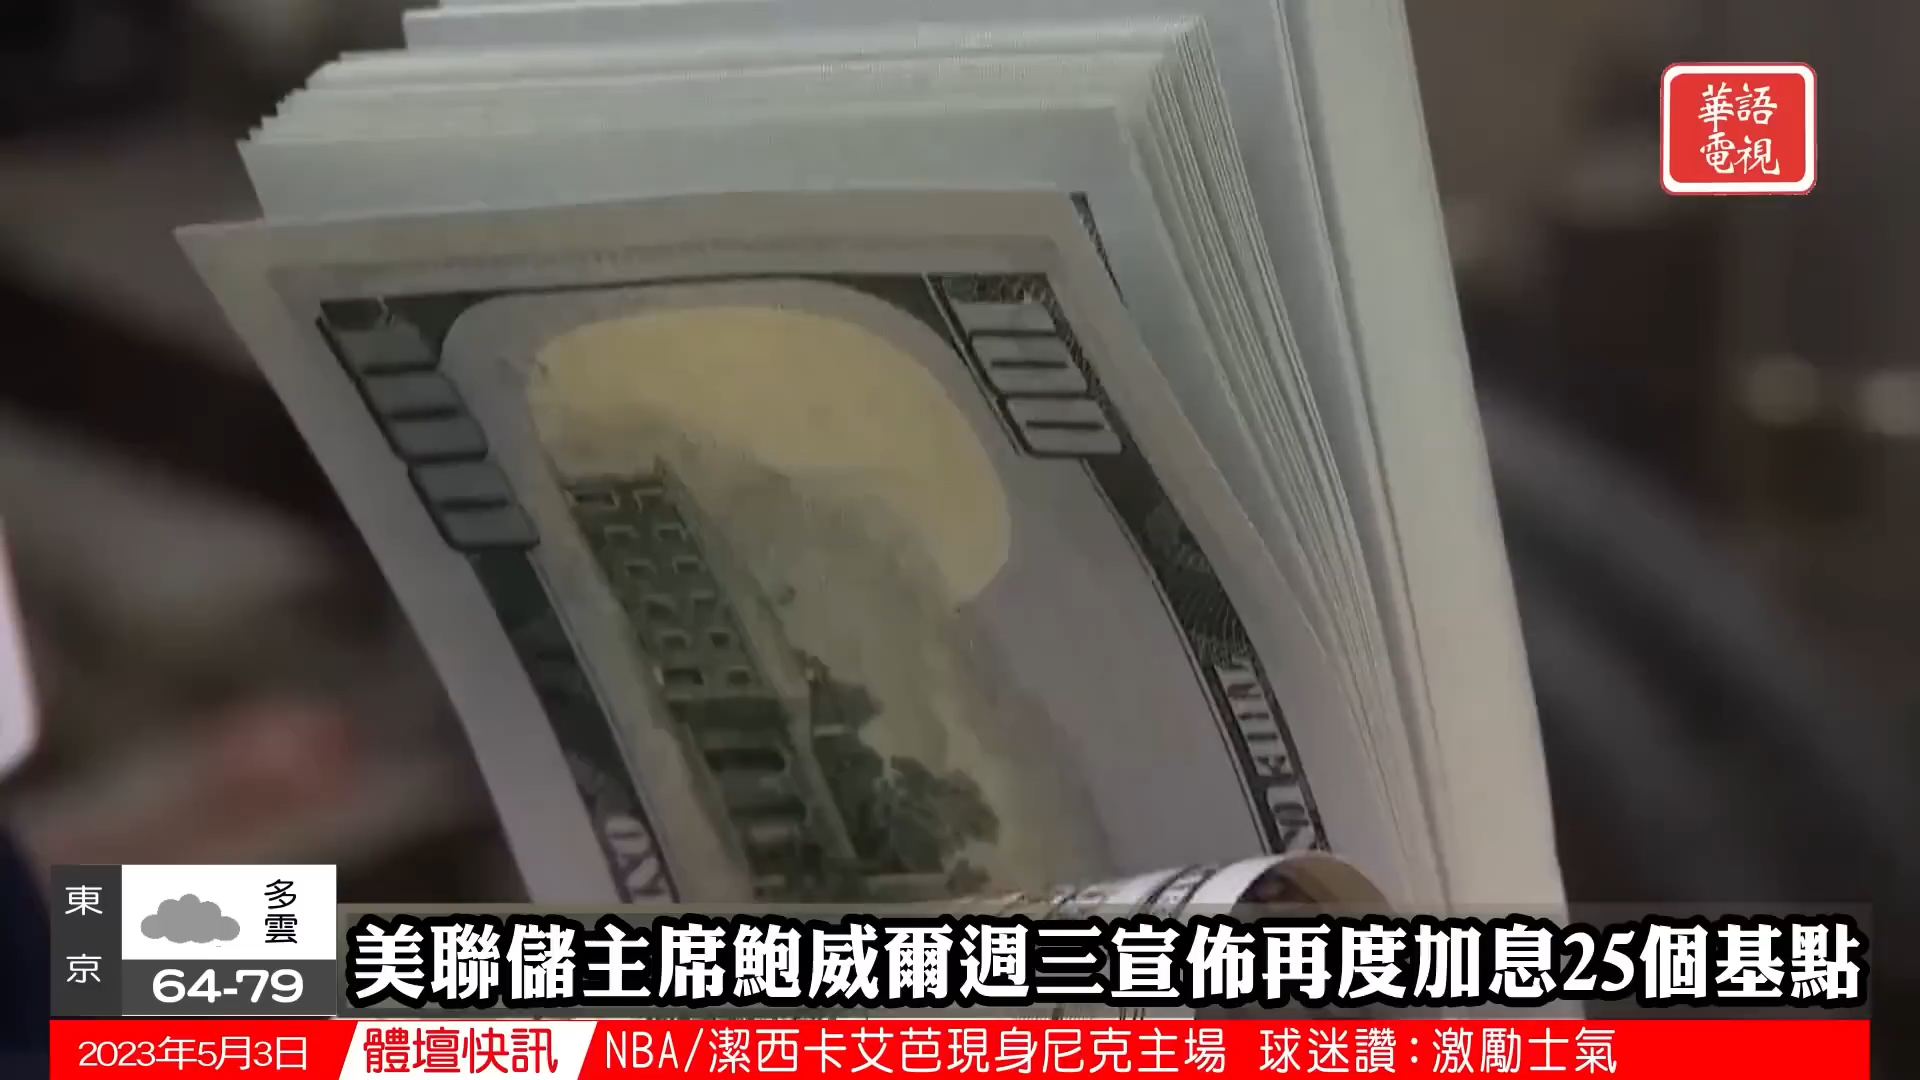 華語
電視
100
東京
多雲
64-79
美聯儲主席鮑威爾週三宣佈再度加息25個基點
2023年5月3日
體壇快訊
NBA/潔西卡艾芭現身尼克主場 球迷讚:激勵士氣